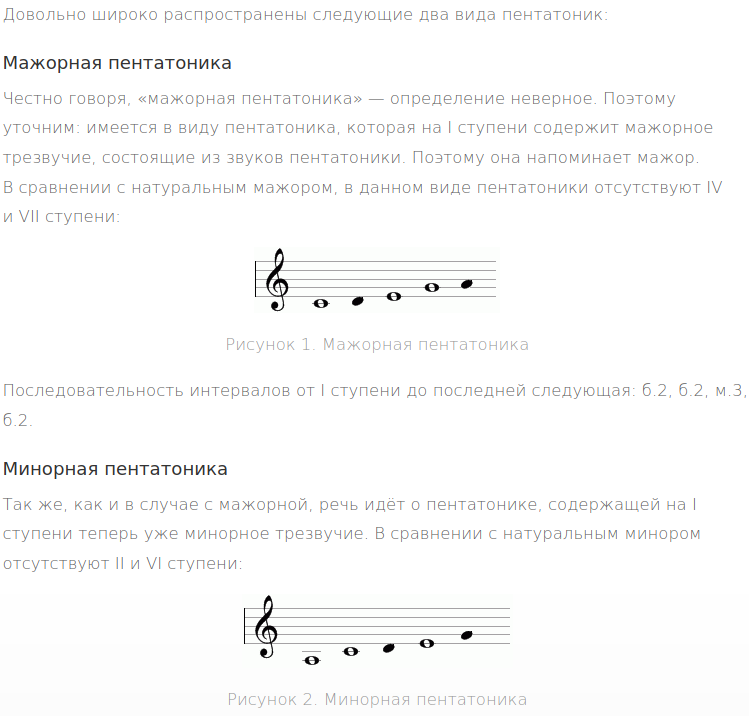 Довольно широко распространены следующие два вида пентатоник:
Мажорная пентатоника
Честно говоря, «мажорная пентатоника» — определение неверное. Поэтому
уточним: имеется в виду пентатоника, которая на I ступени содержит мажорное
трезвучие, состоящие из звуков пентатоники. Поэтому она напоминает мажор.
В сравнении с натуральным мажором, в данном виде пентатоники отсутствуют IV
и VII ступени:
Рисунок 1. Мажорная пентатоника
Последовательность интервалов от I ступени до последней следующая: б.2, б.2, м.3,
б.2.
Минорная пентатоника
Так же, как и в случае с мажорной, речь идёт о пентатонике, содержащей на I
ступени теперь уже минорное трезвучие. В сравнении с натуральным минором
отсутствуют II и VI ступени:
Рисунок 2. Минорная пентатоника